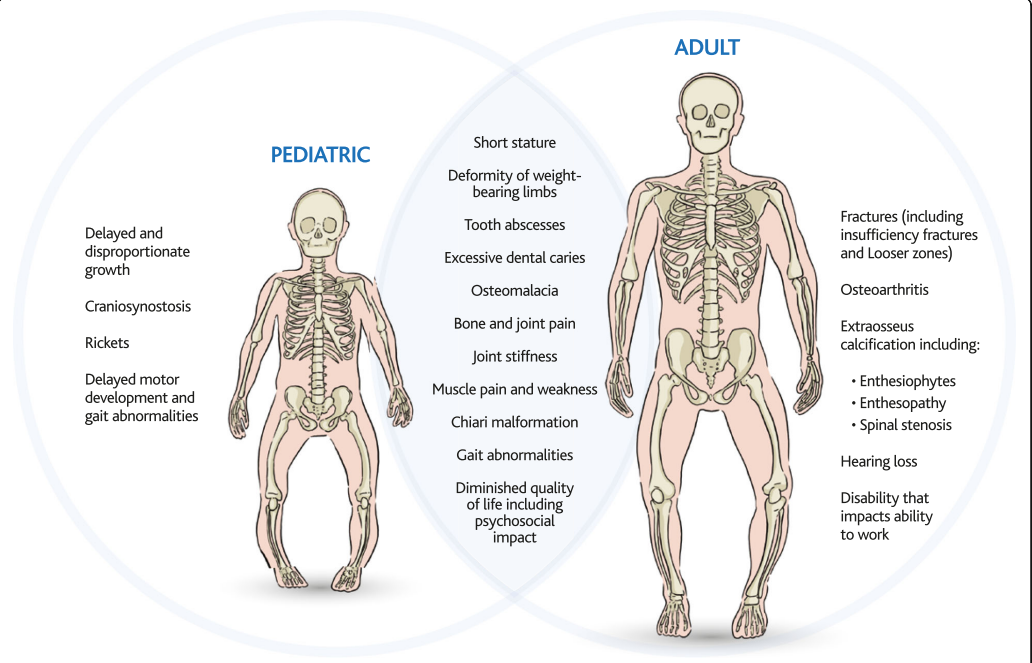 PEDIATRIC
Delayed and
disproportionate
growth
Craniosynostosis
Rickets
Delayed motor
development and
gait abnormalities
Short stature
Deformity of weight-
bearing limbs
Tooth abscesses
Excessive dental caries
Osteomalacia
Bone and joint pain
Joint stiffness
Muscle pain and weakness
Chiari malformation
Gait abnormalities
Diminished quality
of life including
psychosocial
impact
ADULT
Fractures (including
insufficiency fractures
and Looser zones)
Osteoarthritis
Extraosseus
calcification including:
• Enthesiophytes
• Enthesopathy
• Spinal stenosis
Hearing loss
Disability that
impacts ability
to work